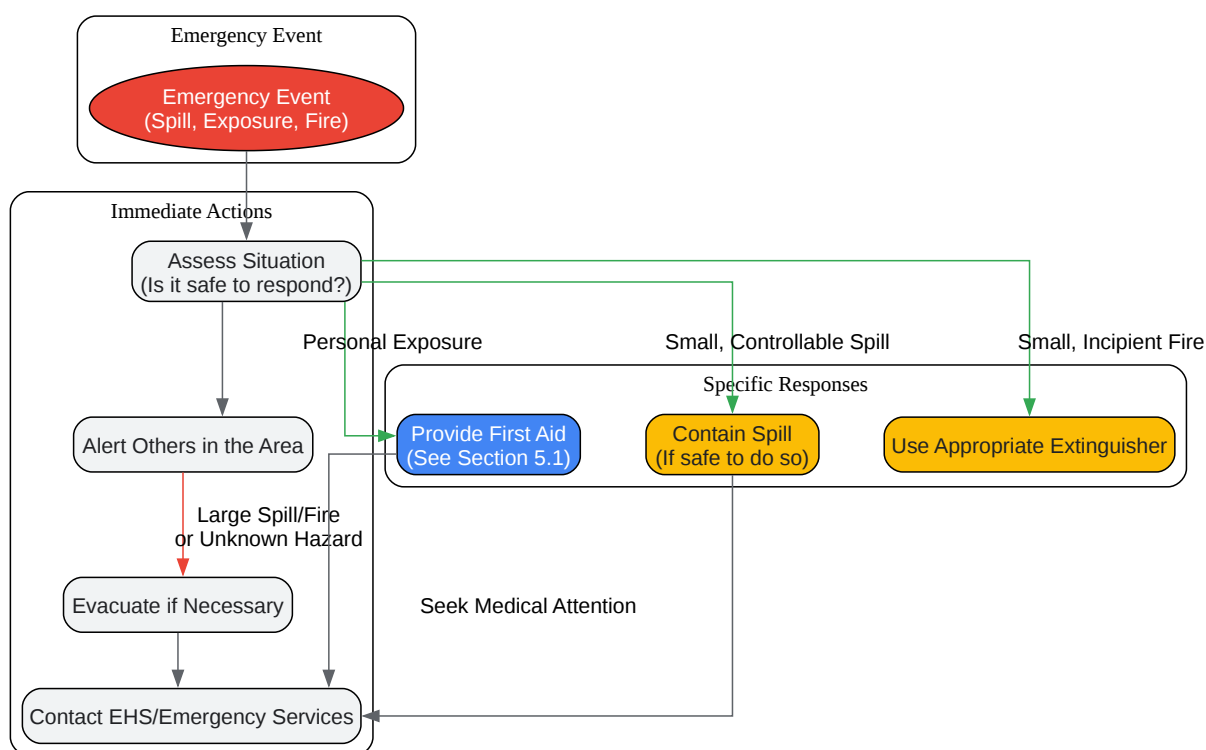 Emergency Event
Emergency Event
(Spill, Exposure, Fire)
Immediate Actions
Assess Situation
(Is it safe to respond?)
Personal Exposure
Small, Controllable Spill
Small, Incipient Fire
Specific Responses
Alert Others in the Area
Provide First Aid
(See Section 5.1)
Contain Spill
(If safe to do so)
Use Appropriate Extinguisher
Large Spill/Fire
or Unknown Hazard
Evacuate if Necessary
Seek Medical Attention
Contact EHS/Emergency Services